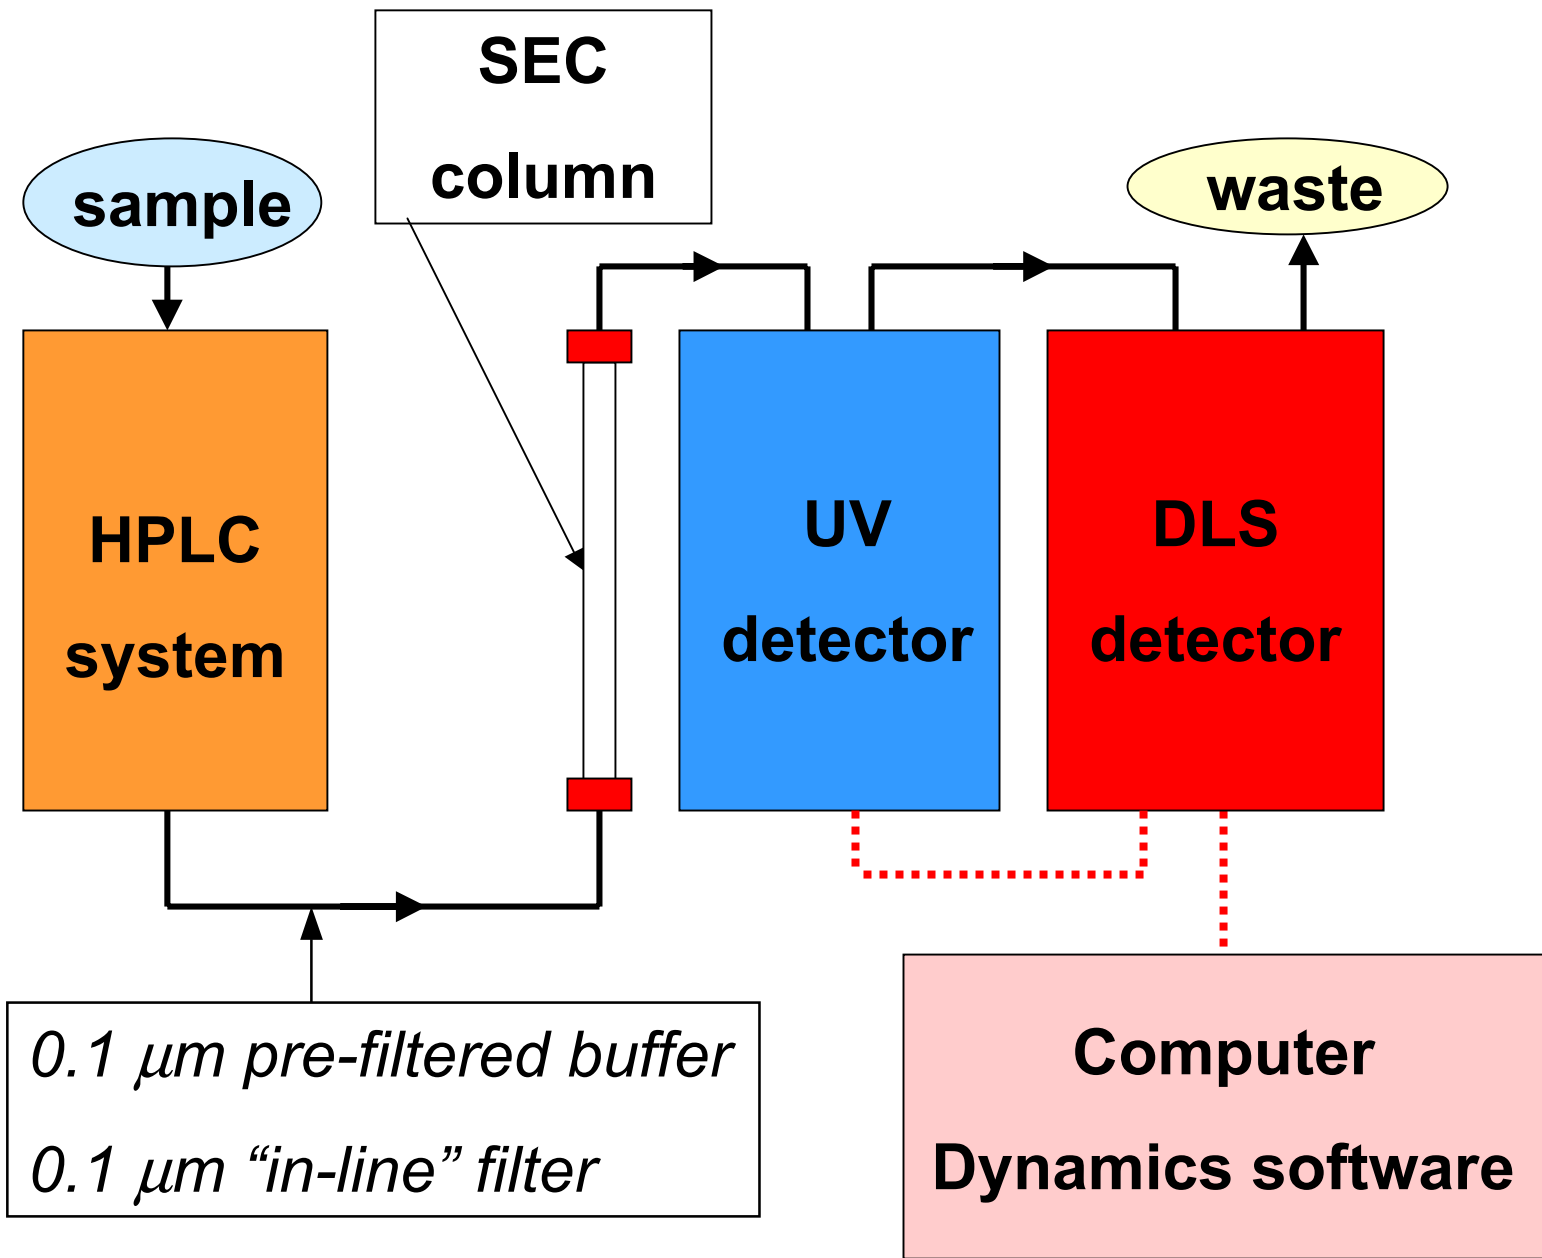 SEC
column
sample
waste
HPLC
system
UV
detector
DLS
detector
0.1 μm pre-filtered buffer
0.1 μm “in-line” filter
Computer
Dynamics software